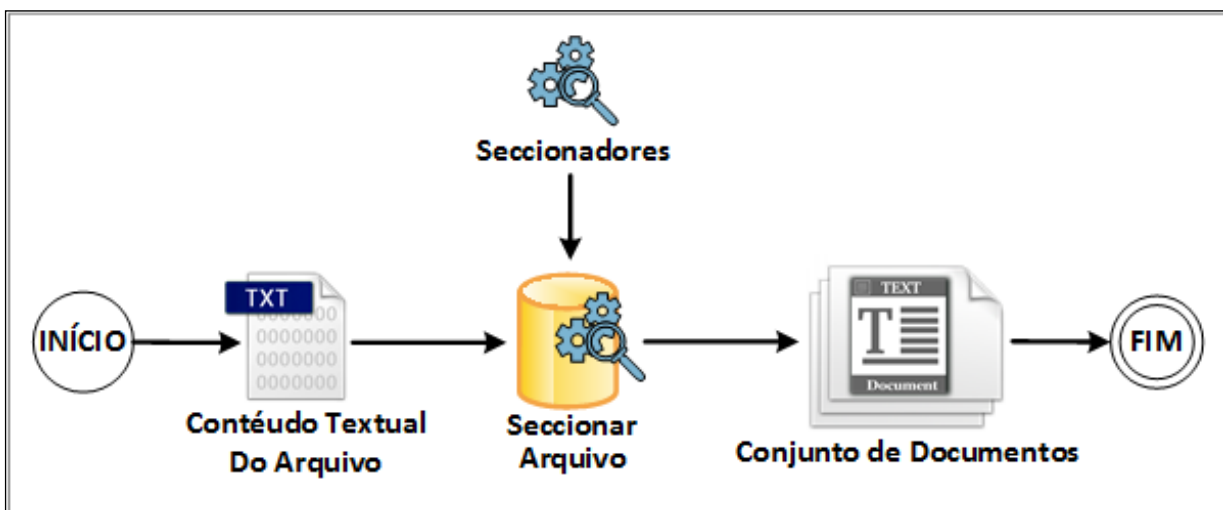 Seccionadores
INÍCIO
TXT
0000000
0000000
0000000
0000000
TEXT
T
Document
FIM
Contéudo Textual
Do Arquivo
Seccionar
Arquivo
Conjunto de Documentos